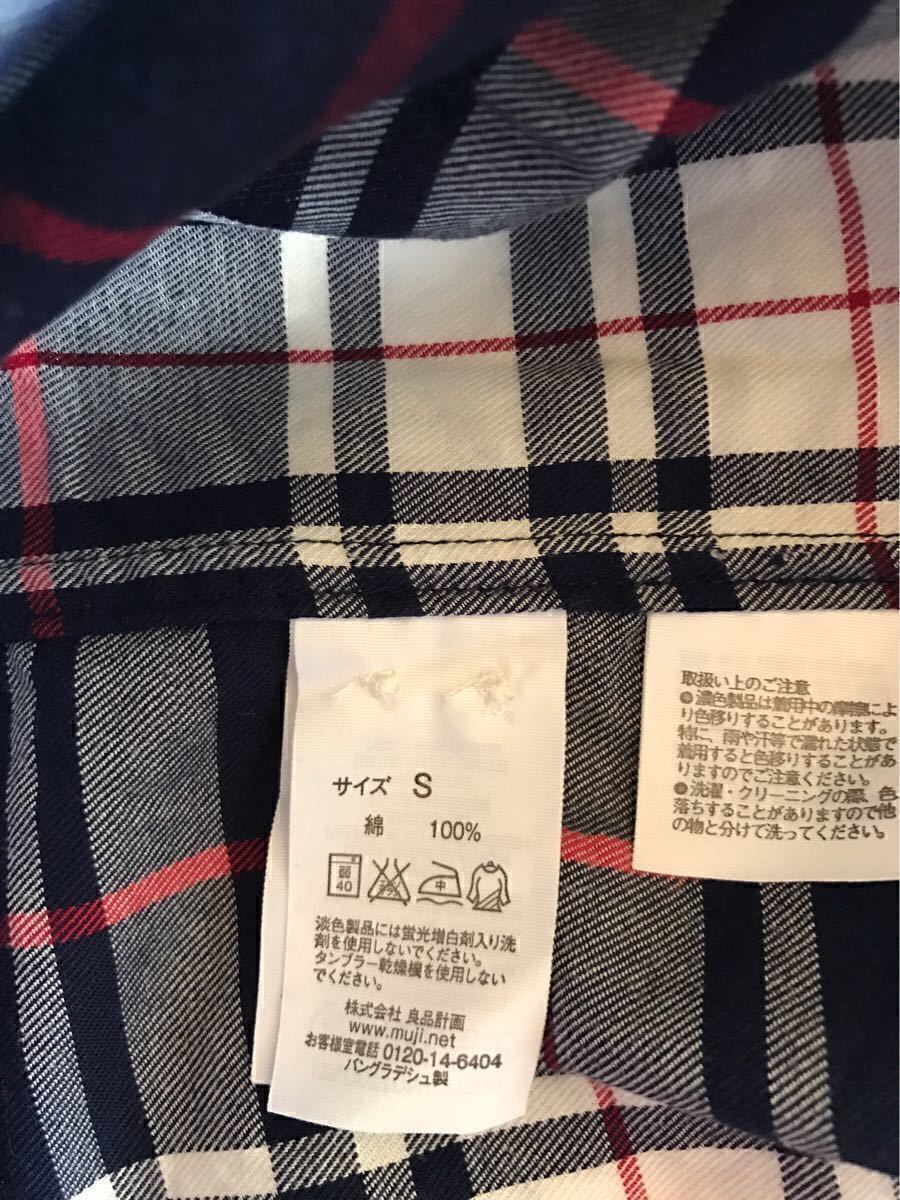 サイズ S
綿 100%
弱
40
エンソ
サラシ
中
淡色製品には蛍光増白剤入り洗
剤を使用しないでください。
タンブラー乾燥機を使用しない
でください。
株式会社 良品計画
www.muji.net
お客様室電話 0120-14-6404
バングラデシュ製
取扱い上のご注意
●濃色製品は着用中の摩擦によ
り色移りすることがあります。
特に、雨や汗等で濡れた状態で
着用すると色移りすることがあ
りますのでご注意ください。
●洗濯・クリーニングの際、色
落ちすることがありますので他
の物と分けて洗ってください。